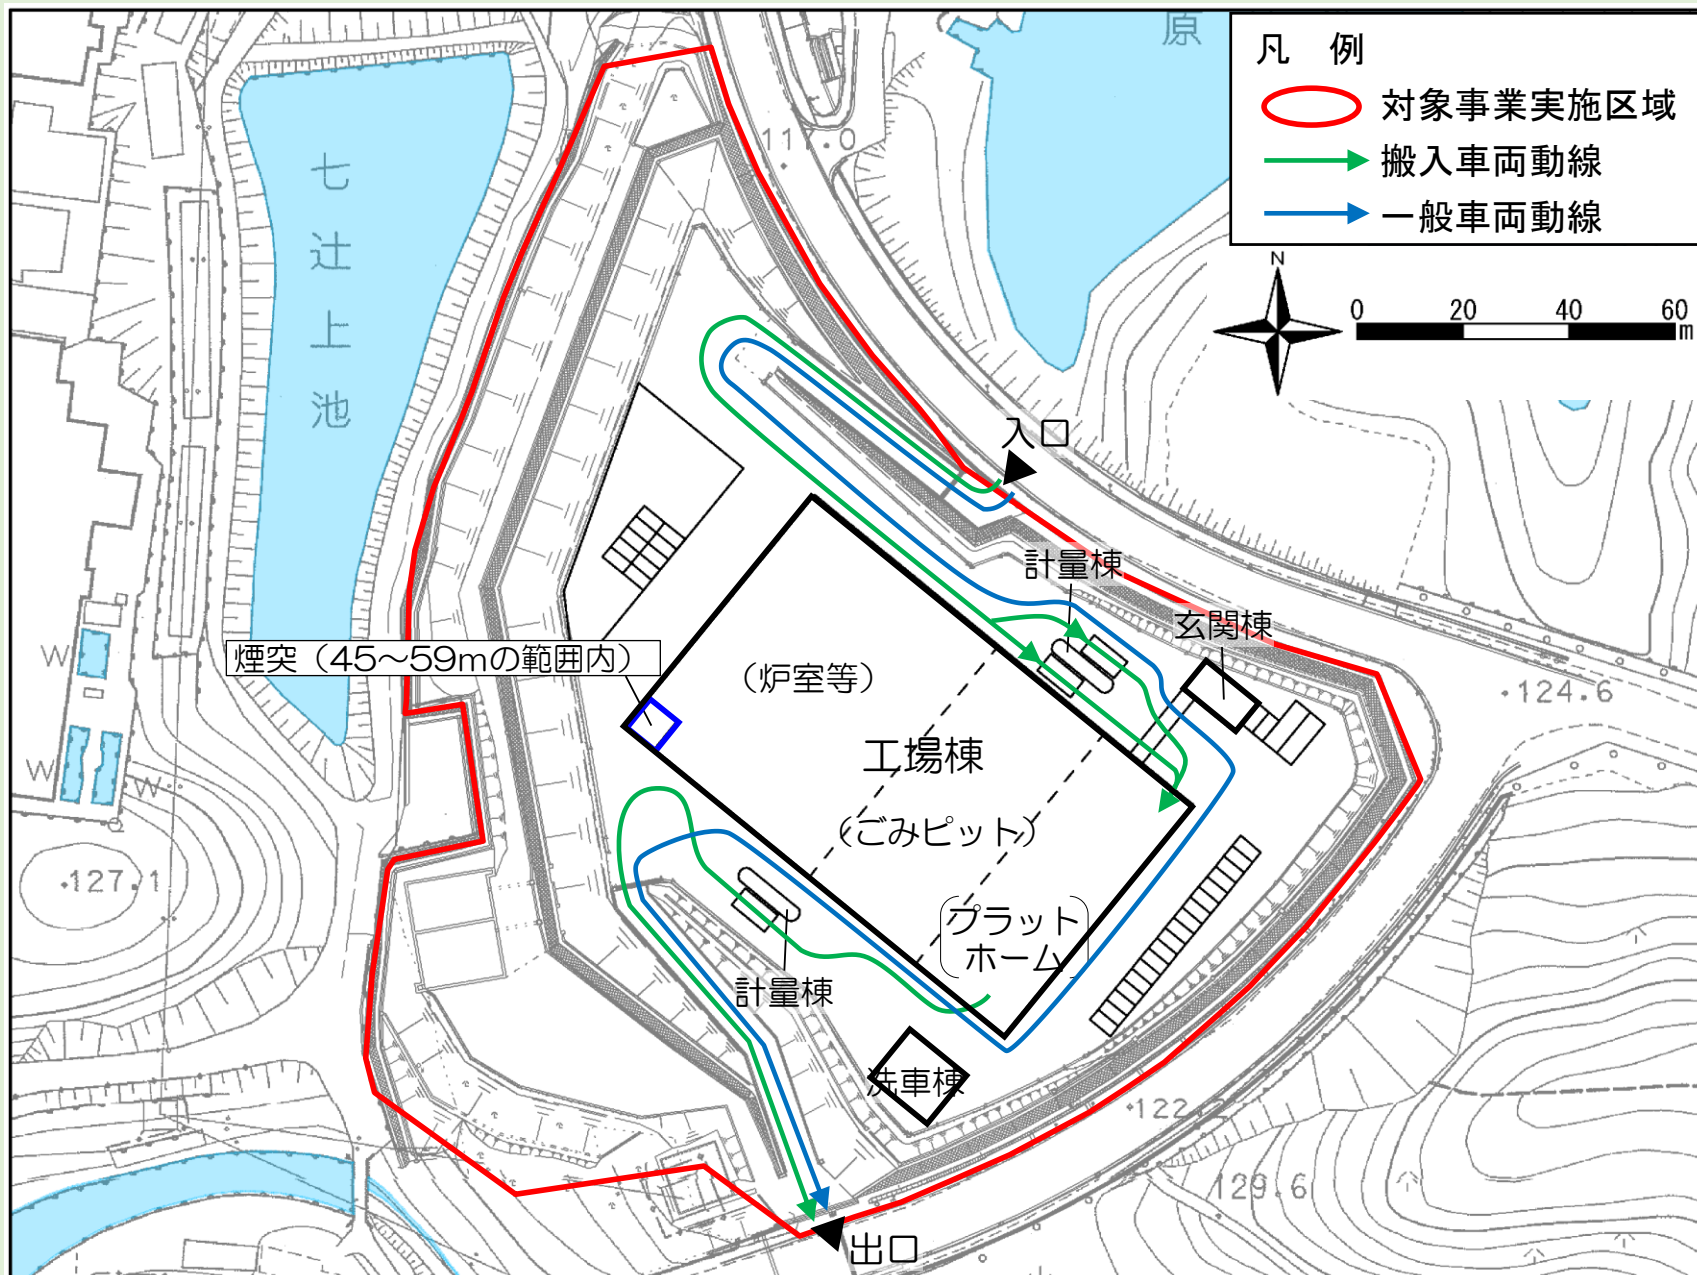 原
凡 例
対象事業実施区域
搬入車両動線
一般車両動線
N
0 20 40 60
m
117.0
七辻上池
入口
計量棟
玄関棟
煙突（45～59mの範囲内）
（炉室等）
124.6
工場棟
（ごみピット）
プラット
ホーム
計量棟
洗車棟
W
W
W
127.1
122.
129.6
出口